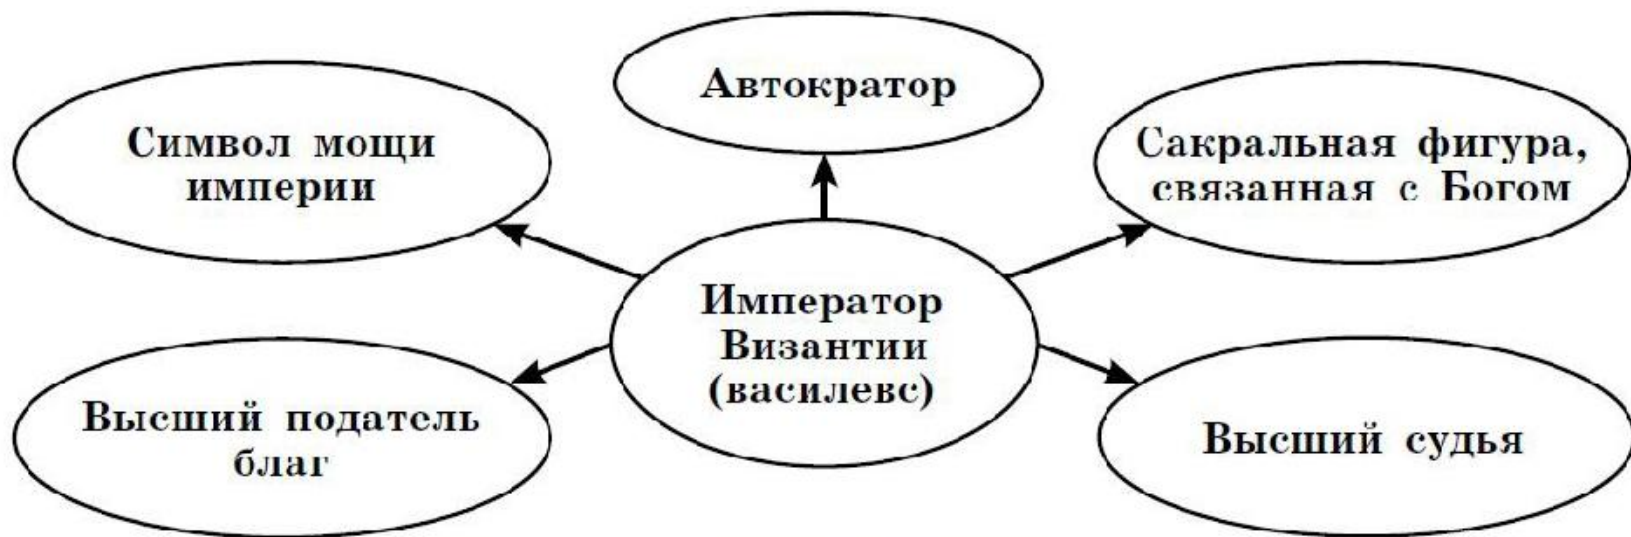 Автократор
Символ мощи
империи
Сакральная фигура,
связанная с Богом
Император
Византии
(василевс)
Высший податель
благ
Высший судья